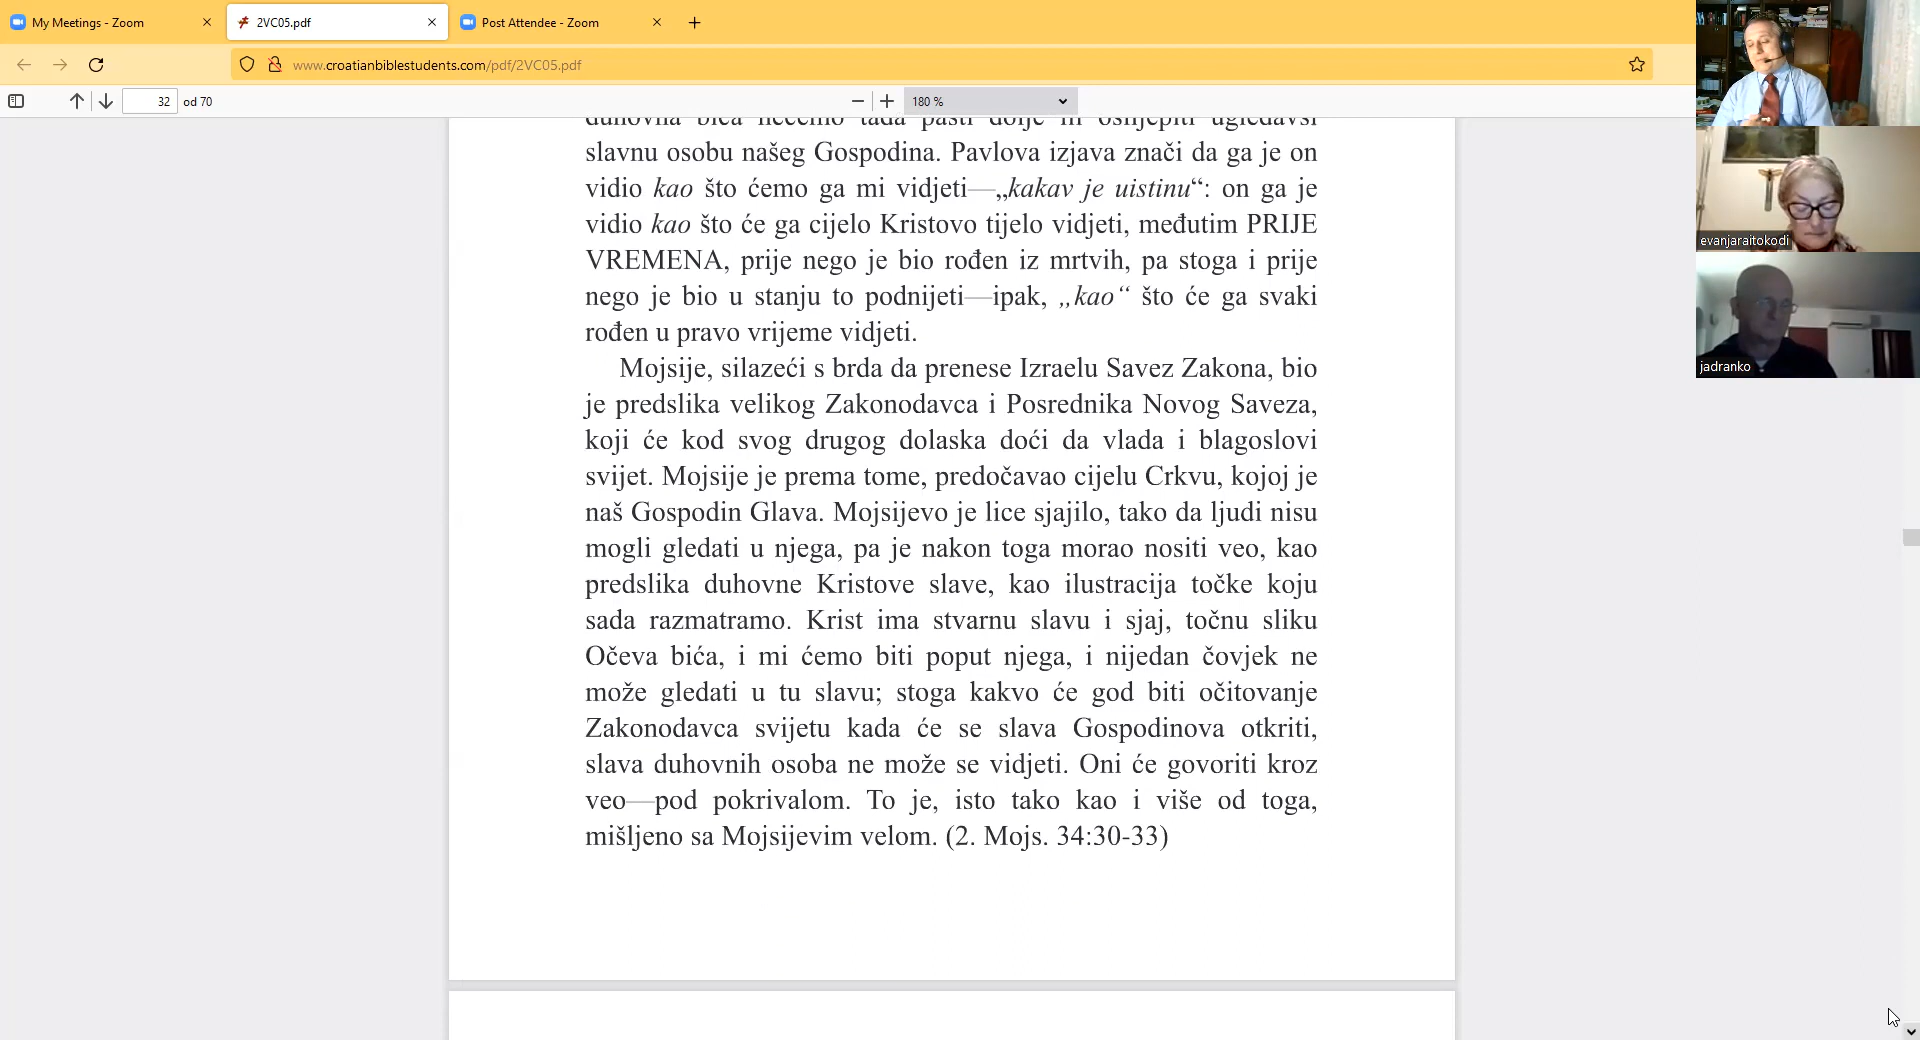 My Meetings - Zoom
2VC05.pdf
Post Attendee - Zoom
www.croatianbiblestudents.com/pdf/2VC05.pdf
32 od 70
180 %
duhovna bića nećemo tada pasti dolje ili oslijepiti ugledavši
slavnu osobu našeg Gospodina. Pavlova izjava znači da ga je on
vidio kao što ćemo ga mi vidjeti—„kakav je uistinu“: on ga je
vidio kao što će ga cijelo Kristovo tijelo vidjeti, međutim PRIJE
VREMENA, prije nego je bio rođen iz mrtvih, pa stoga i prije
nego je bio u stanju to podnijeti—ipak, „kao“ što će ga svaki
rođen u pravo vrijeme vidjeti.
Mojsije, silazeći s brda da prenese Izraelu Savez Zakona, bio
je predslika velikog Zakonodavca i Posrednika Novog Saveza,
koji će kod svog drugog dolaska doći da vlada i blagoslovi
svijet. Mojsije je prema tome, predočavao cijelu Crkvu, kojoj je
naš Gospodin Glava. Mojsijevo je lice sjajilo, tako da ljudi nisu
mogli gledati u njega, pa je nakon toga morao nositi veo, kao
predslika duhovne Kristove slave, kao ilustracija točke koju
sada razmatramo. Krist ima stvarnu slavu i sjaj, točnu sliku
Očeva bića, i mi ćemo biti poput njega, i nijedan čovjek ne
može gledati u tu slavu; stoga kakvo će god biti očitovanje
Zakonodavca svijetu kada će se slava Gospodinova otkriti,
slava duhovnih osoba ne može se vidjeti. Oni će govoriti kroz
veo—pod pokrivalom. To je, isto tako kao i više od toga,
mišljeno sa Mojsijevim velom. (2. Mojs. 34:30-33)
evanjaraitokodi
jadranko